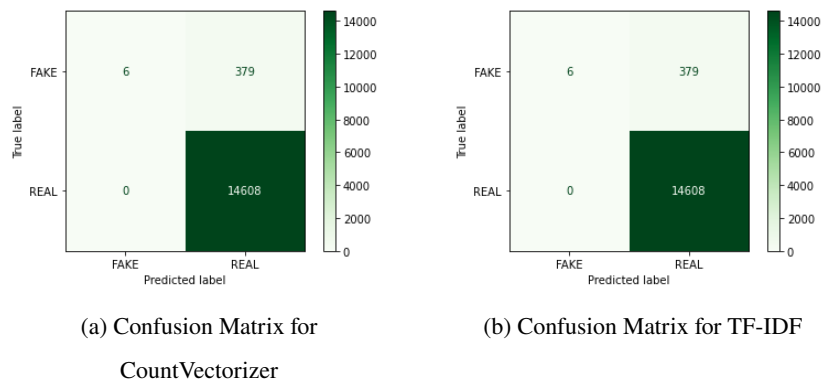 14000
12000
10000
8000
6000
4000
2000
0
True label
FAKE
REAL
6
379
0
14608
FAKE
REAL
Predicted label
(a) Confusion Matrix for
CountVectorizer
14000
12000
10000
8000
6000
4000
2000
0
True label
FAKE
REAL
6
379
0
14608
FAKE
REAL
Predicted label
(b) Confusion Matrix for TF-IDF